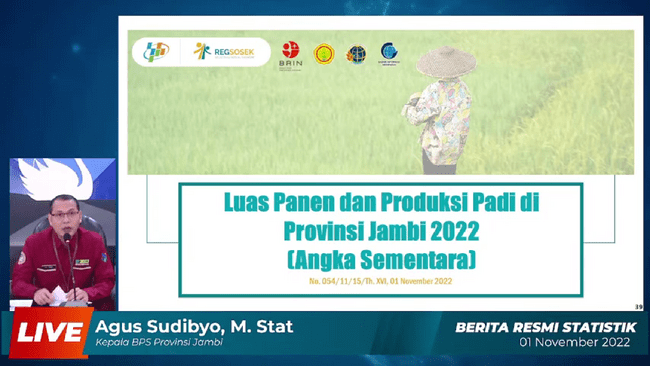 REGSOSEK
BRIN
Luas Panen dan Produksi Padi di
Provinsi Jambi 2022
(Angka Sementara)
No. 054/11/15/Th. XVI, 01 November 2022
39
LIVE
Agus Sudibyo, M. Stat
Kepala BPS Provinsi Jambi
BERITA RESMI STATISTIK
01 November 2022